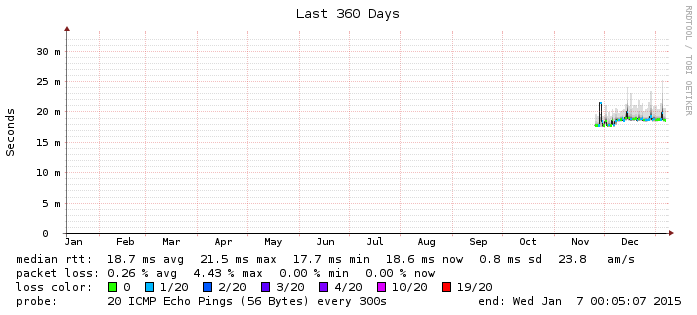 Last 360 Days
RRDTOOL / TOBI OETIKER
Seconds
30 m
25 m
20 m
15 m
10 m
5 m
0
Jan Feb Mar Apr May Jun Jul Aug Sep Oct Nov Dec
median rtt: 18.7 ms avg 21.5 ms max 17.7 ms min 18.6 ms now 0.8 ms sd 23.8 am/s
packet loss: 0.26 % avg 4.43 % max 0.00 % min 0.00 % now
loss color: 0 1/20 2/20 3/20 4/20 10/20 19/20
probe: 20 ICMP Echo Pings (56 Bytes) every 300s end: Wed Jan 7 00:05:07 2015